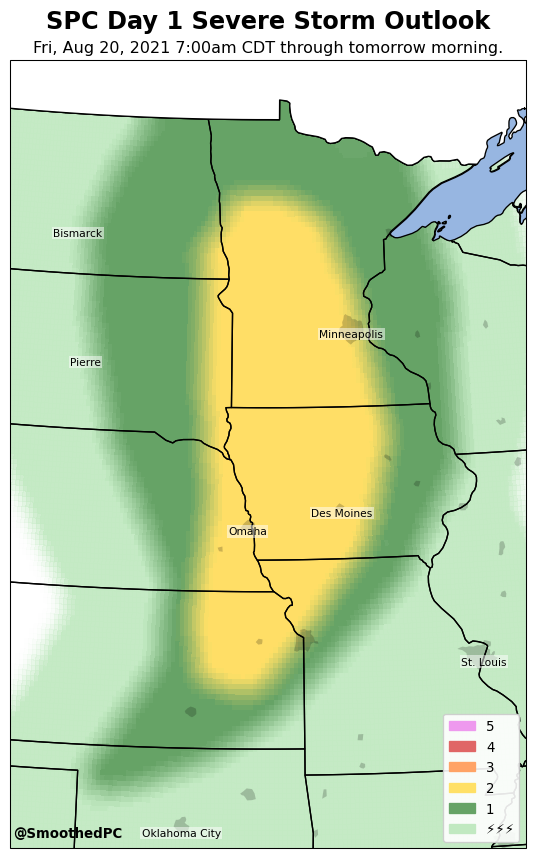 SPC Day 1 Severe Storm Outlook
Fri, Aug 20, 2021 7:00am CDT through tomorrow morning.
Bismarck
Minneapolis
Pierre
Des Moines
Omaha
St. Louis
5
4
3
2
1
⚡⚡⚡
@SmoothedPC
Oklahoma City